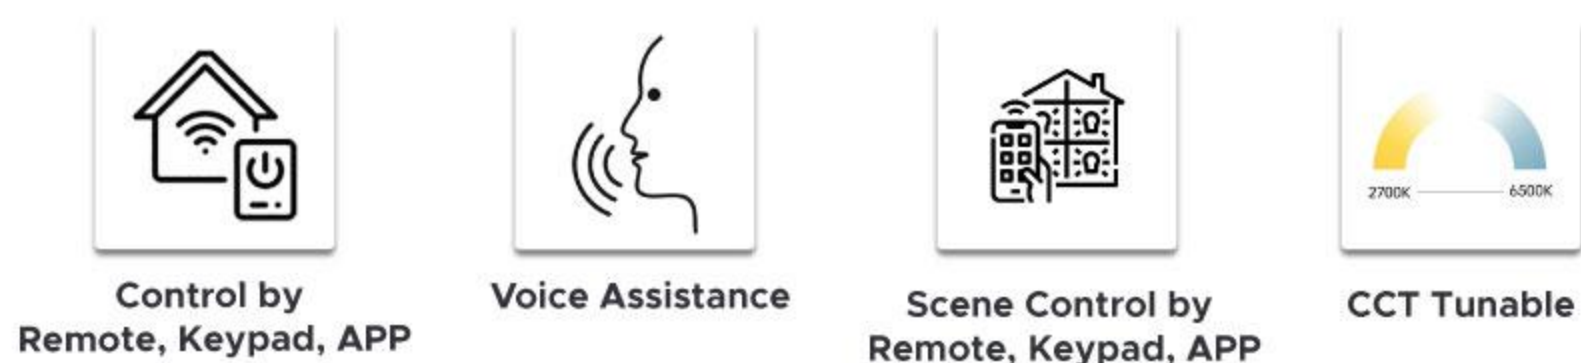 2700K
6500K
Control by
Remote, Keypad, APP
Voice Assistance
Scene Control by
Remote, Keypad, APP
CCT Tunable